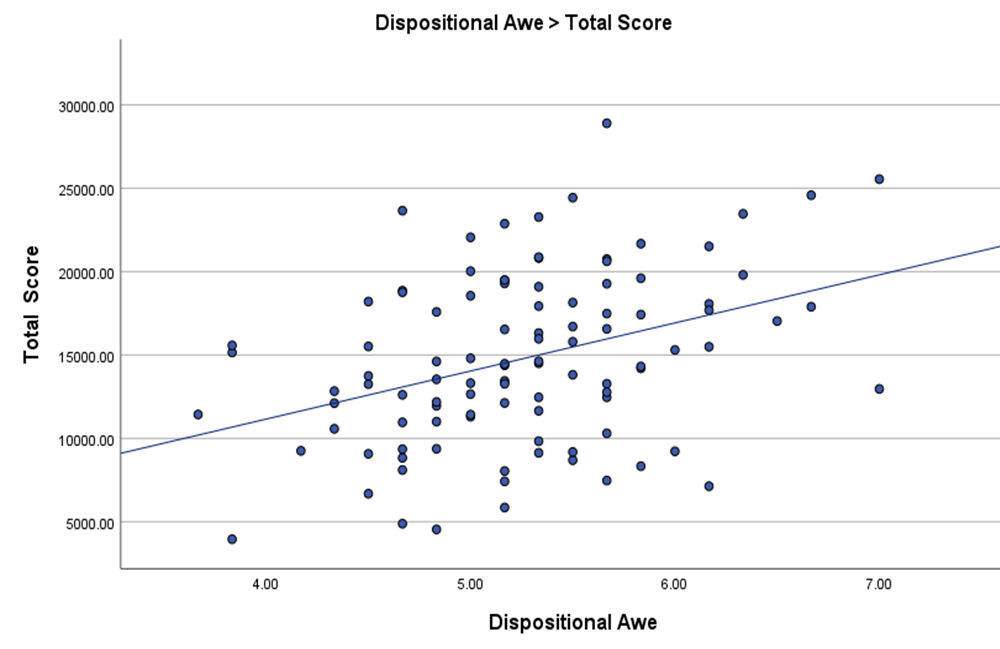 Dispositional Awe > Total Score
30000.00
25000.00
20000.00
15000.00
10000.00
5000.00
Total Score
4.00 5.00 6.00 7.00
Dispositional Awe